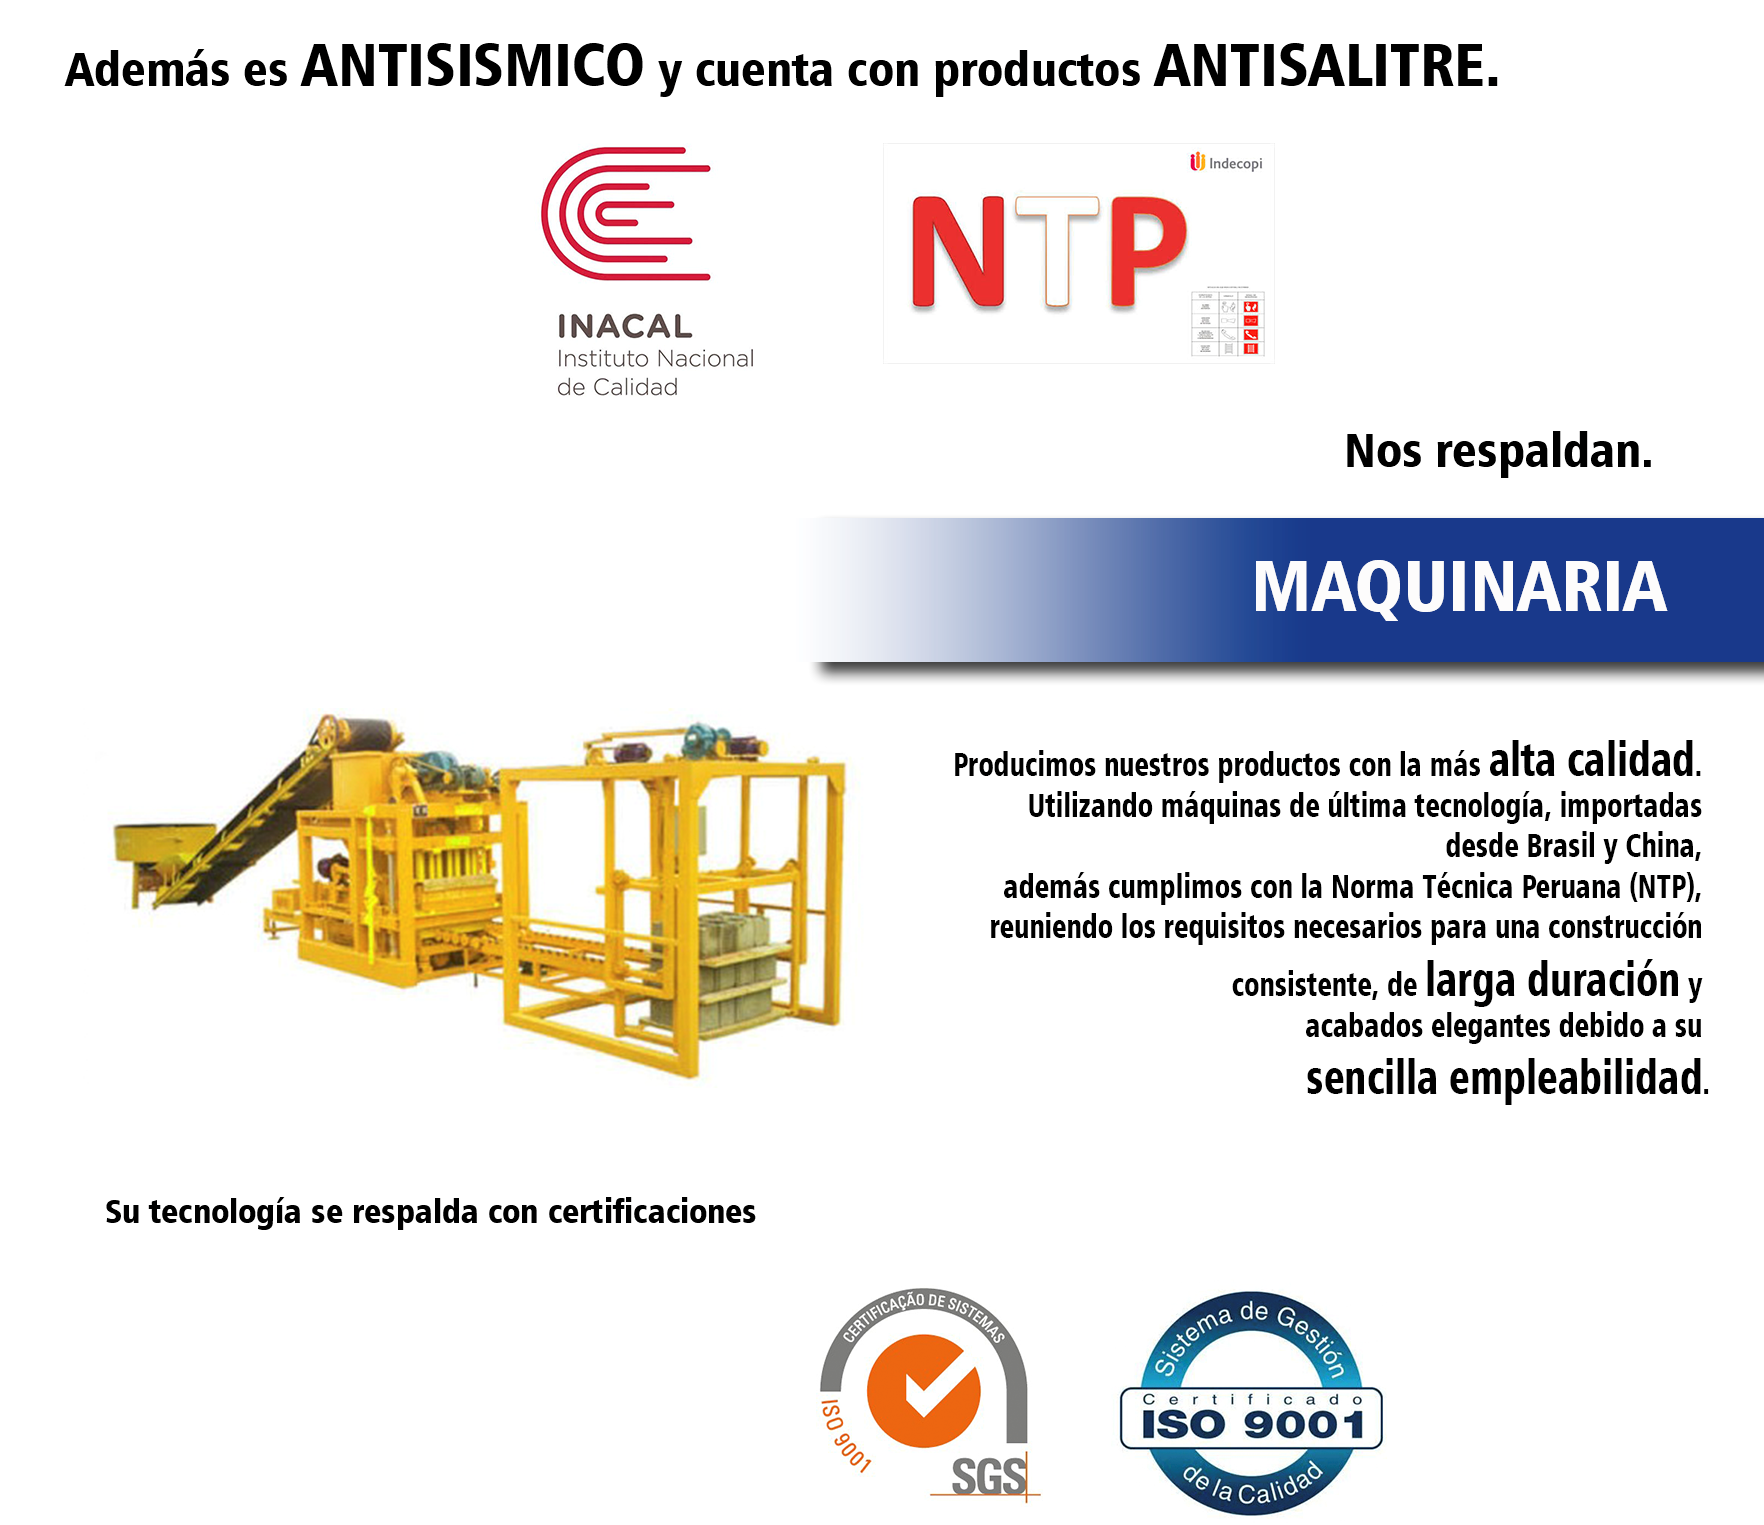 Además es ANTISISMICO y cuenta con productos ANTISALITRE.
INACAL
Instituto Nacional
de Calidad
Indecopi
NTP
Nos respaldan.
MAQUINARIA
Producimos nuestros productos con la más alta calidad.
Utilizando máquinas de última tecnología, importadas
desde Brasil y China,
además cumplimos con la Norma Técnica Peruana (NTP),
reuniendo los requisitos necesarios para una construcción
consistente, de larga duración y
acabados elegantes debido a su
sencilla empleabilidad.
Su tecnología se respalda con certificaciones
CERTIFICAÇÃO DE SISTEMAS
ISO 9001
SGS
Sistema de Gestión
Certificado
ISO 9001
de la Calidad